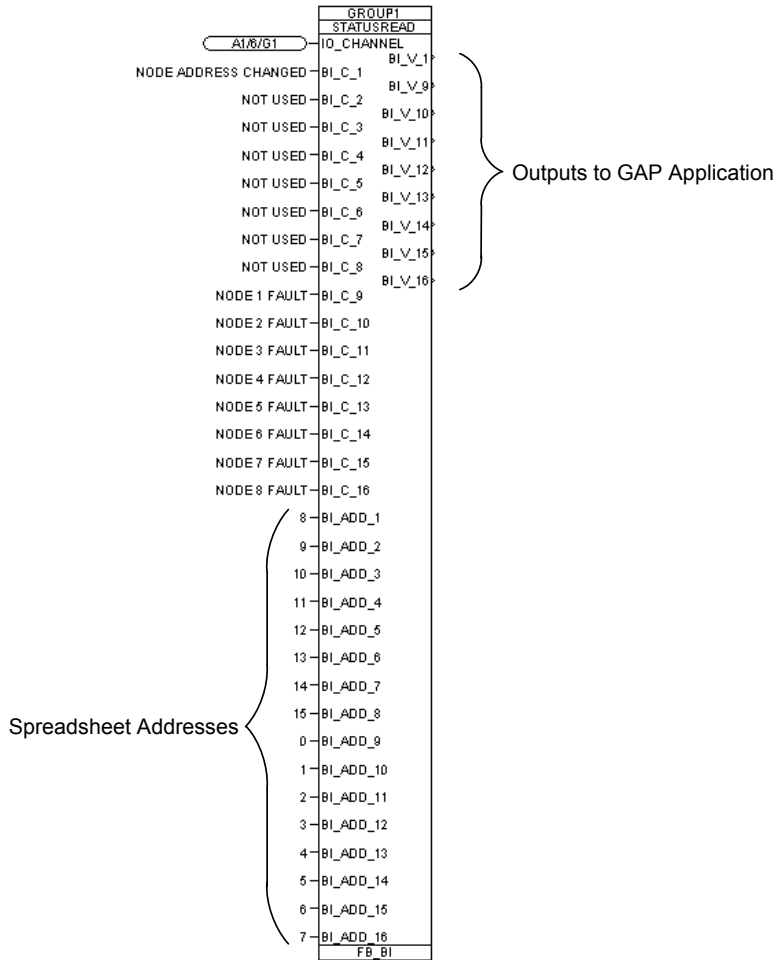 GROUP1
STATUSREAD
A1/6/G1 IO_CHANNEL
BI_V_1
NODE ADDRESS CHANGED BI_C_1
BI_V_9
NOT USED BI_C_2
BI_V_10
NOT USED BI_C_3
BI_V_11
NOT USED BI_C_4
BI_V_12
Outputs to GAP Application
NOT USED BI_C_5
BI_V_13
NOT USED BI_C_6
BI_V_14
NOT USED BI_C_7
BI_V_15
NOT USED BI_C_8
BI_V_16
NODE 1 FAULT BI_C_9
NODE 2 FAULT BI_C_10
NODE 3 FAULT BI_C_11
NODE 4 FAULT BI_C_12
NODE 5 FAULT BI_C_13
NODE 6 FAULT BI_C_14
NODE 7 FAULT BI_C_15
NODE 8 FAULT BI_C_16
8 BI_ADD_1
9 BI_ADD_2
10 BI_ADD_3
11 BI_ADD_4
12 BI_ADD_5
13 BI_ADD_6
14 BI_ADD_7
15 BI_ADD_8
Spreadsheet Addresses
0 BI_ADD_9
1 BI_ADD_10
2 BI_ADD_11
3 BI_ADD_12
4 BI_ADD_13
5 BI_ADD_14
6 BI_ADD_15
7 BI_ADD_16
FB_BI